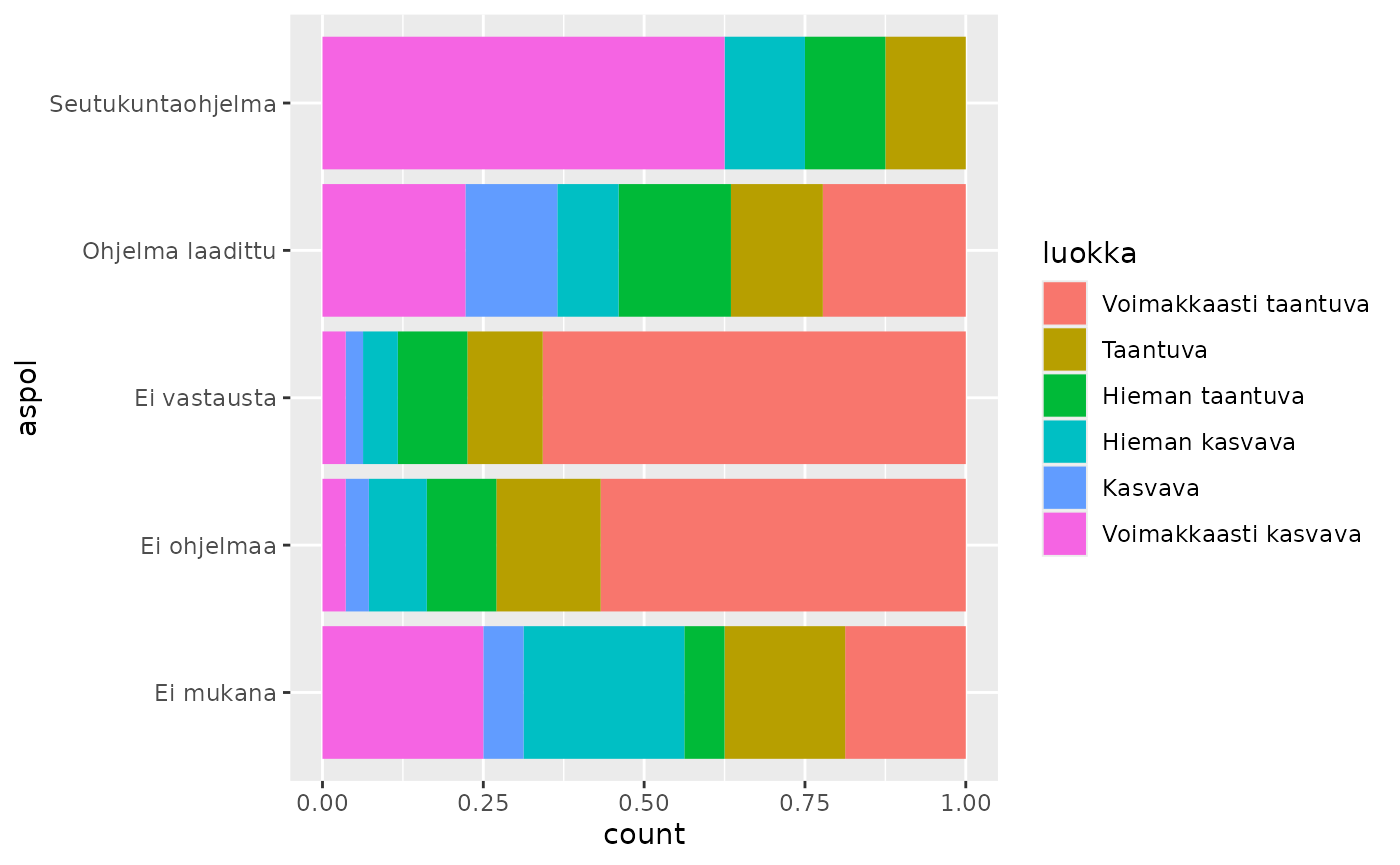 Seutukuntaohjelma
Ohjelma laadittu
Ei vastausta
Ei ohjelmaa
Ei mukana
aspol
0.00 0.25 0.50 0.75 1.00
count
luokka
Voimakkaasti taantuva
Taantuva
Hieman taantuva
Hieman kasvava
Kasvava
Voimakkaasti kasvava